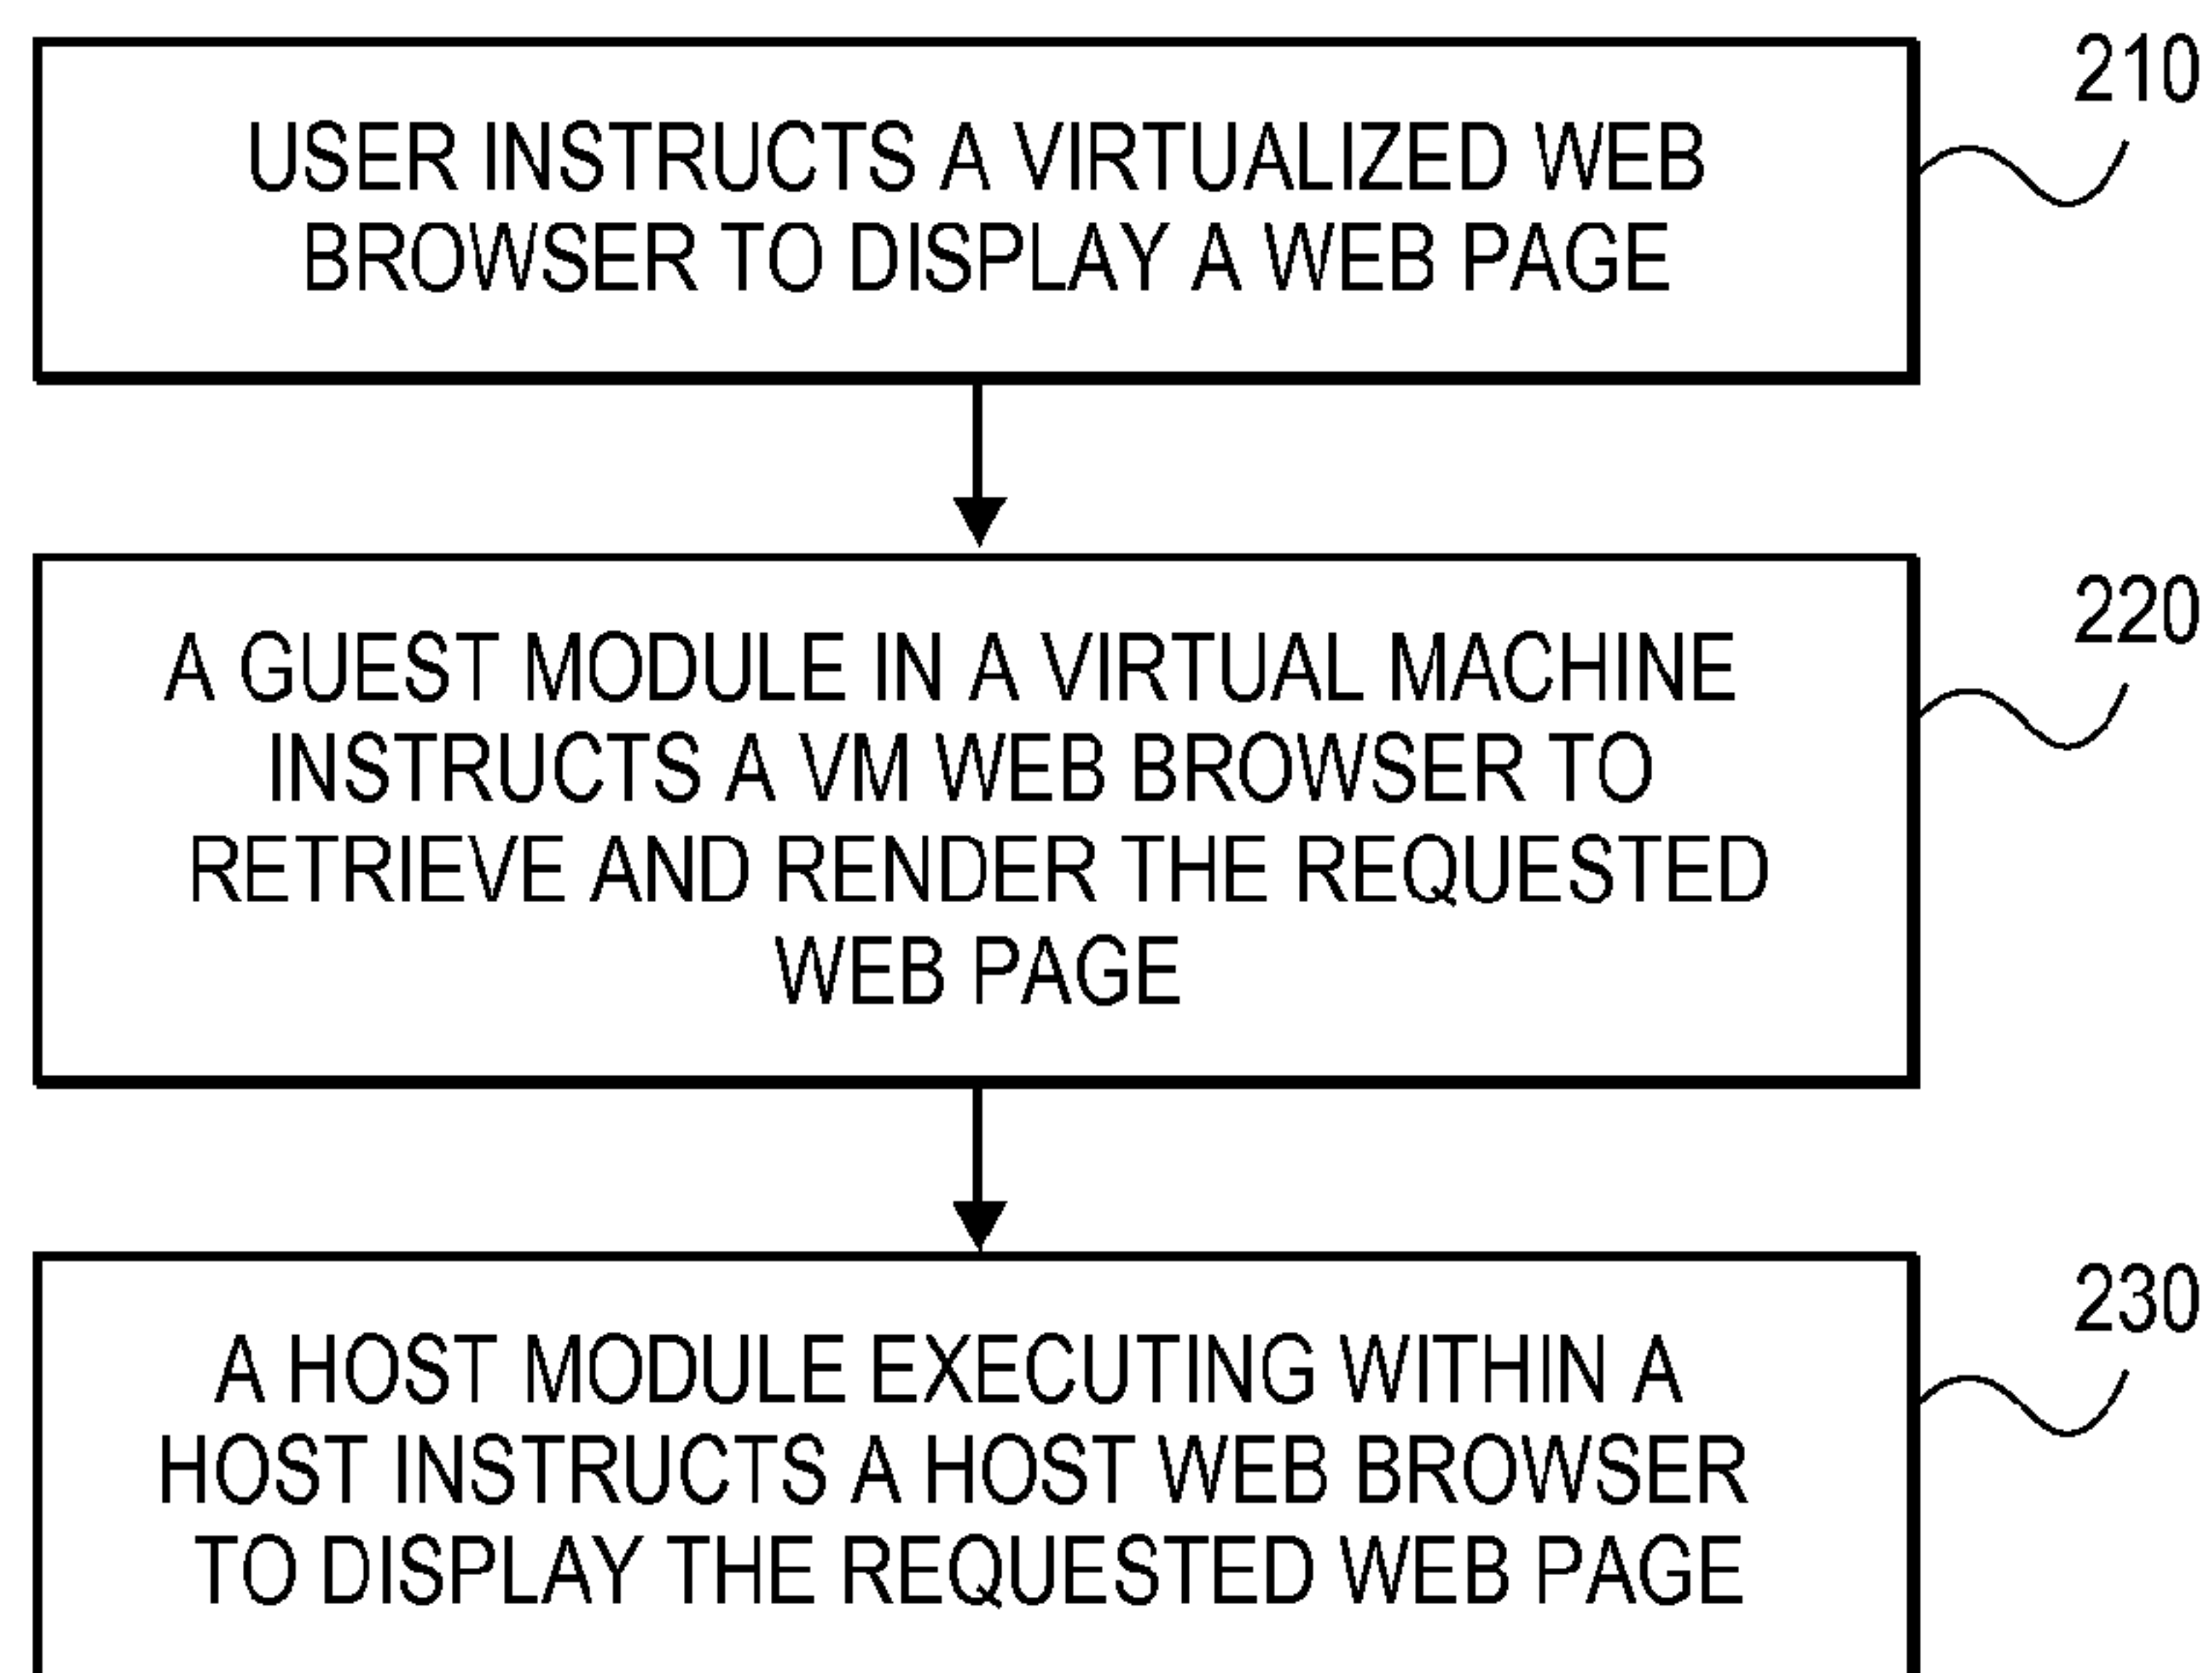 210
USER INSTRUCTS A VIRTUALIZED WEB
BROWSER TO DISPLAY A WEB PAGE
220
A GUEST MODULE IN A VIRTUAL MACHINE
INSTRUCTS A VM WEB BROWSER TO
RETRIEVE AND RENDER THE REQUESTED
WEB PAGE
230
A HOST MODULE EXECUTING WITHIN A
HOST INSTRUCTS A HOST WEB BROWSER
TO DISPLAY THE REQUESTED WEB PAGE